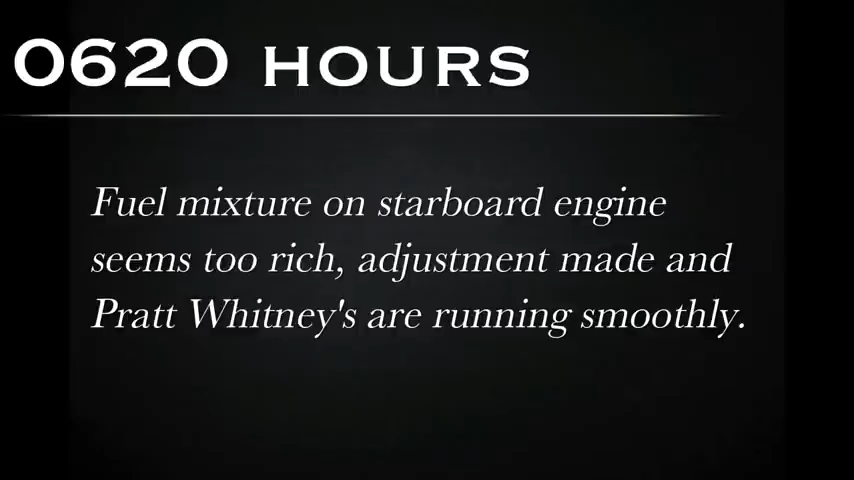 0620 HOURS
Fuel mixture on starboard engine
seems too rich, adjustment made and
Pratt Whitney's are running smoothly.